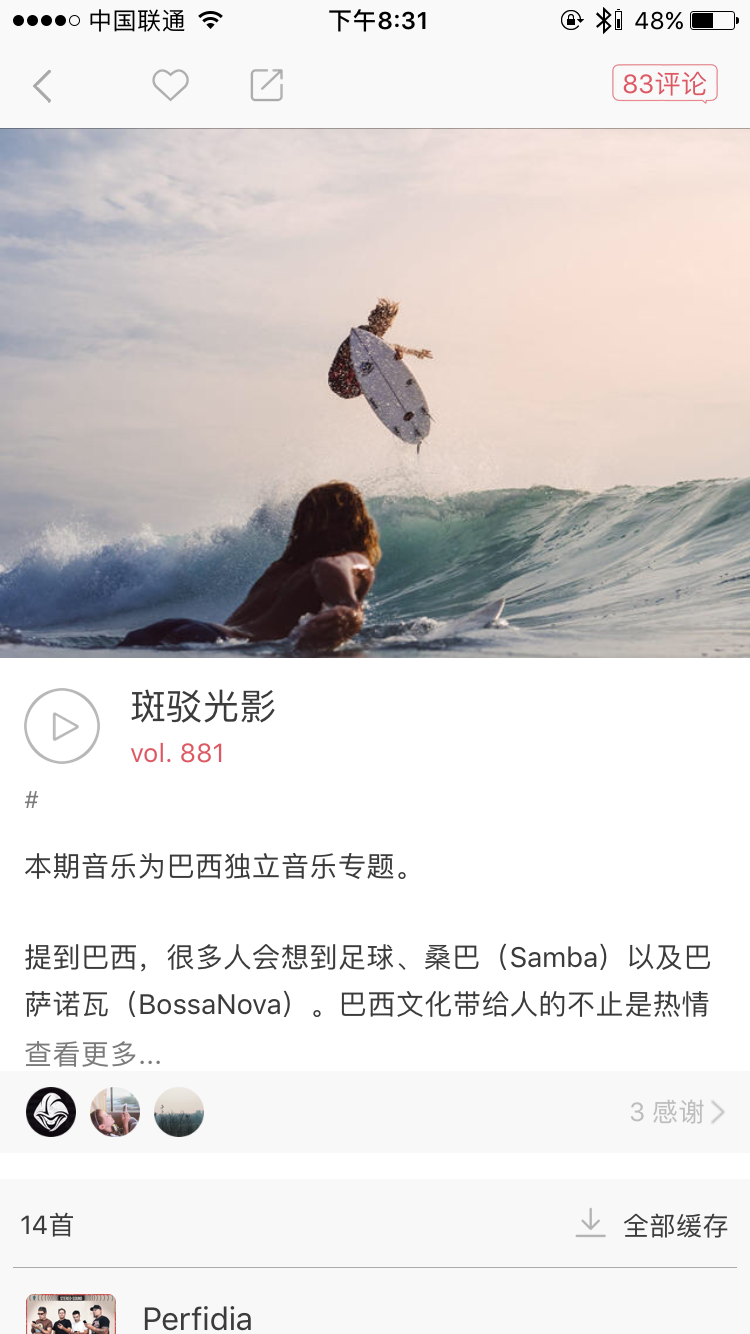 中国联通 下午8:31 48%
83评论
斑驳光影
vol. 881
#
本期音乐为巴西独立音乐专题。
提到巴西，很多人会想到足球、桑巴（Samba）以及巴
萨诺瓦（BossaNova）。巴西文化带给人的不止是热情
查看更多...
3 感谢
14首 全部缓存
STEREO SOUND
Perfidia